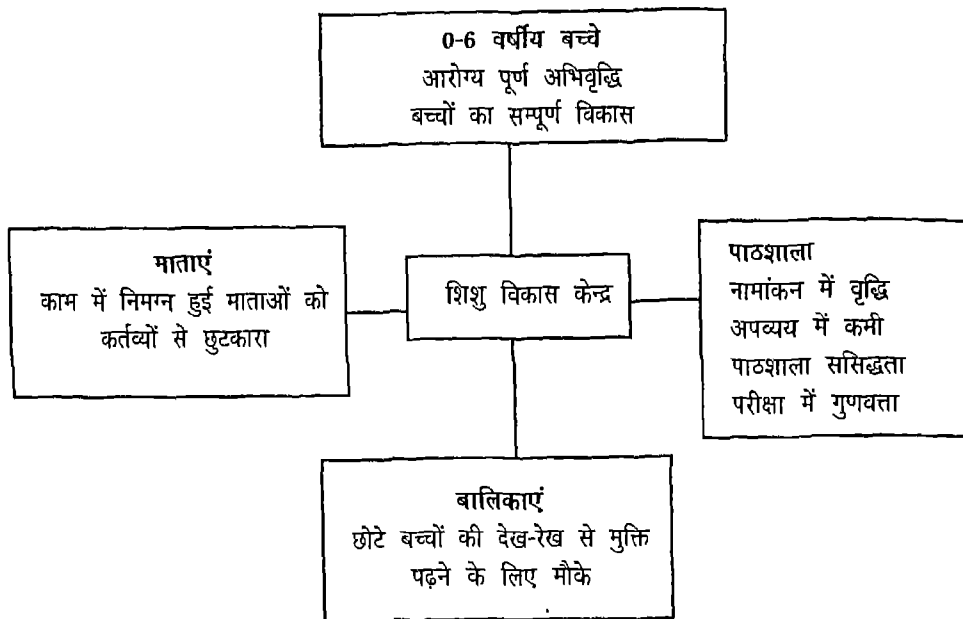 0-6 वर्षीय बच्चे
आरोग्य पूर्ण अभिवृद्धि
बच्चों का सम्पूर्ण विकास
माताएं
काम में निमग्न हुई माताओं को
कर्तव्यों से छुटकारा
शिशु विकास केन्द्र
पाठशाला
नामांकन में वृद्धि
अपव्यय में कमी
पाठशाला ससिद्धता
परीक्षा में गुणवत्ता
बालिकाएं
छोटे बच्चों की देख-रेख से मुक्ति
पढ़ने के लिए मौके